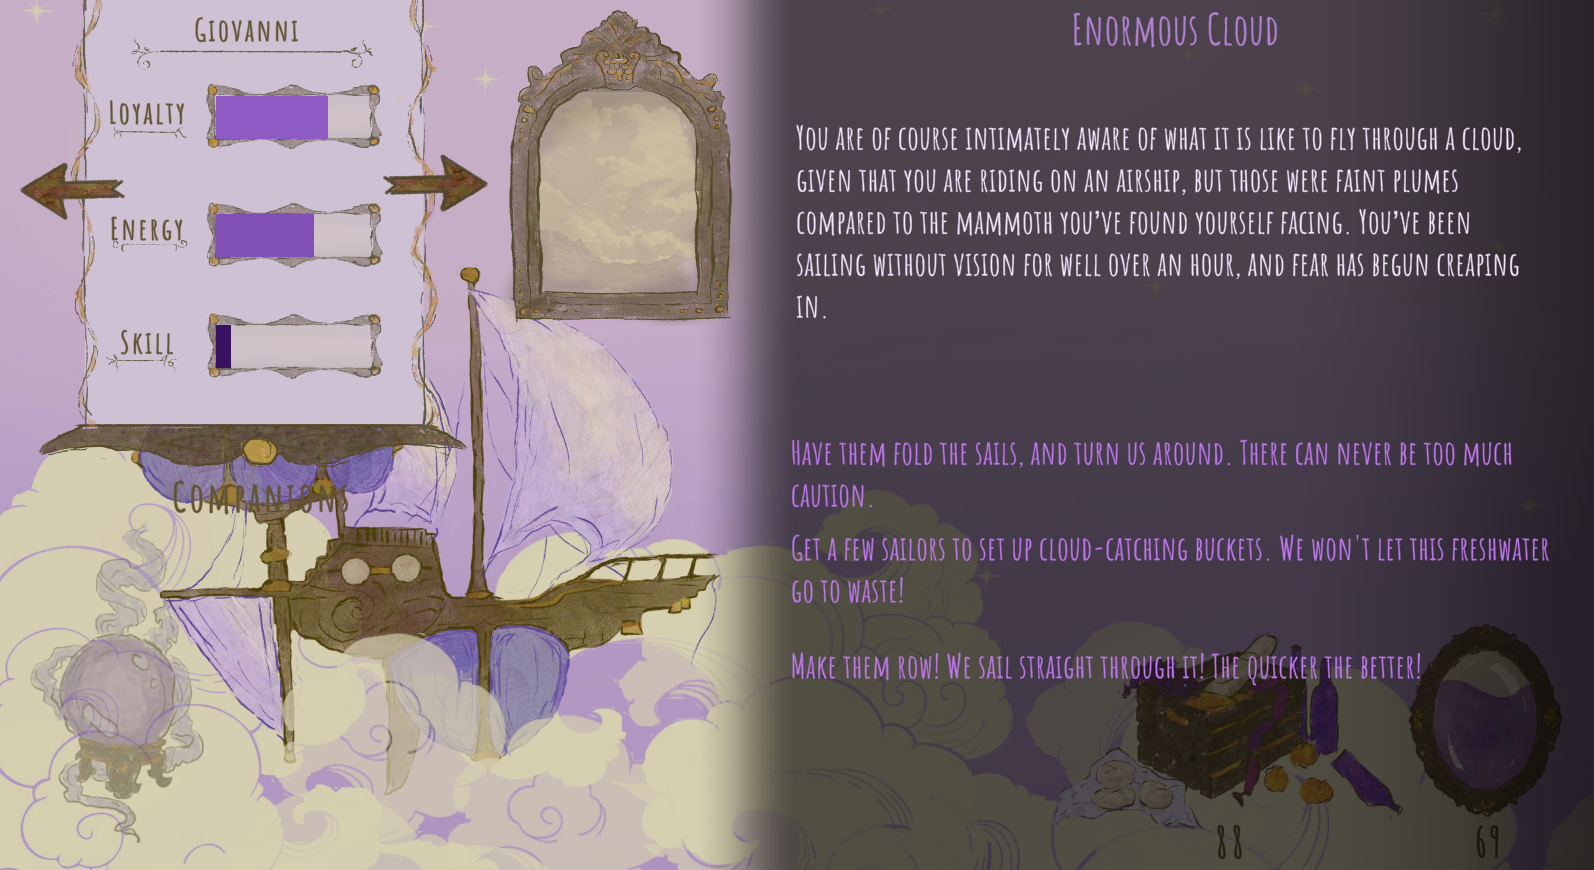 Giovanni
Loyalty
Energy
Skill
Companions
Enormous Cloud
You are of course intimately aware of what it is like to fly through a cloud,
given that you are riding on an airship, but those were faint plumes
compared to the mammoth you’ve found yourself facing. You’ve been
sailing without vision for well over an hour, and fear has begun creaping
in.
Have them fold the sails, and turn us around. There can never be too much
caution.
Get a few sailors to set up cloud-catching buckets. We won't let this freshwater
go to waste!
Make them row! We sail straight through it! The quicker the better!
88
69